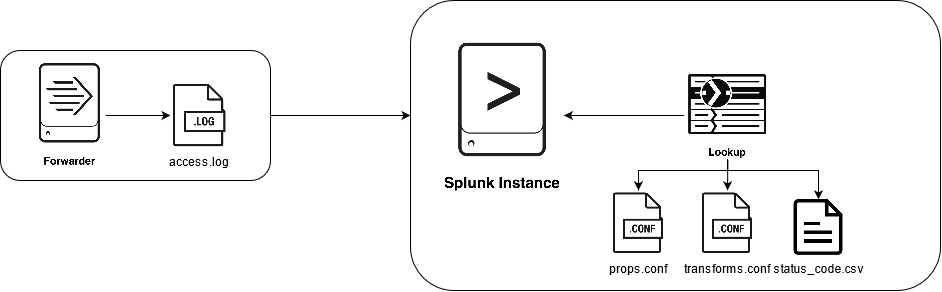 .LOG
Forwarder
access.log
>
Splunk Instance
Lookup
.CONF
.CONF
props.conf
transforms.conf
status_code.csv